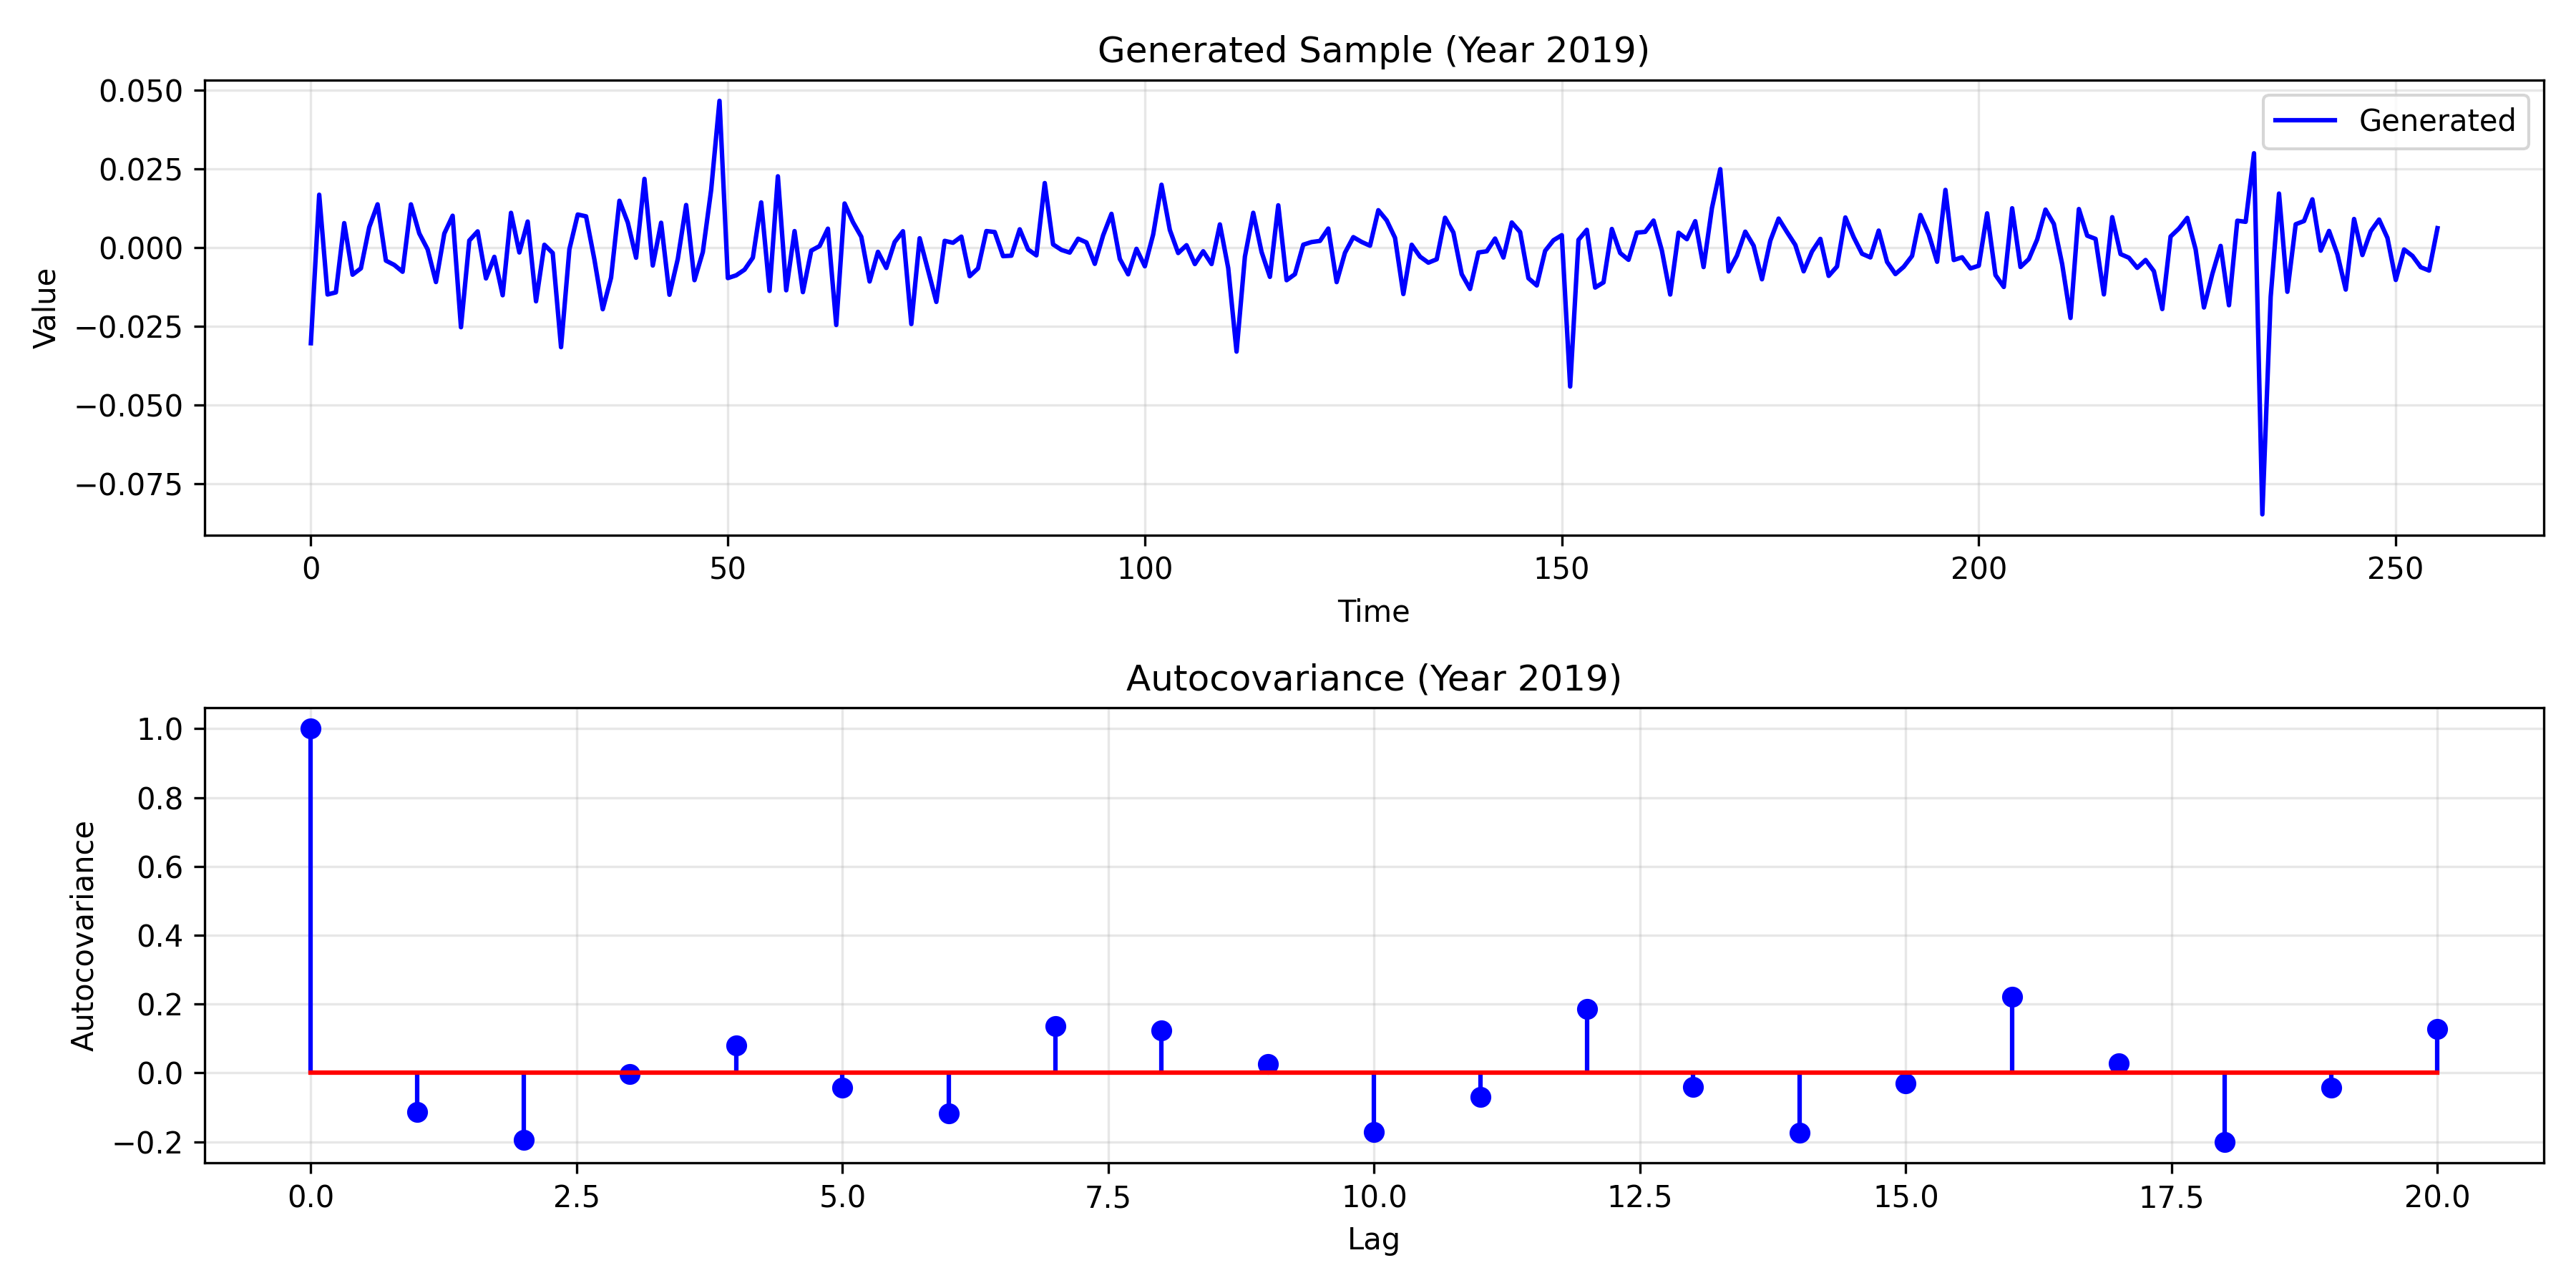 Generated Sample (Year 2019)
Generated
0.050
0.025
0.000
−0.025
−0.050
−0.075
Value
0 50 100 150 200 250
Time
Autocovariance (Year 2019)
1.0
0.8
0.6
0.4
0.2
0.0
−0.2
Autocovariance
0.0 2.5 5.0 7.5 10.0 12.5 15.0 17.5 20.0
Lag